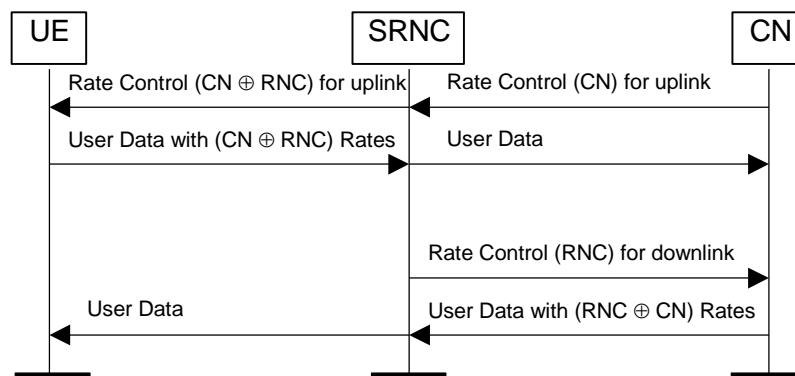 UE
SRNC
CN
Rate Control (CN ⊕ RNC) for uplink
Rate Control (CN) for uplink
User Data with (CN ⊕ RNC) Rates
User Data
Rate Control (RNC) for downlink
User Data
User Data with (RNC ⊕ CN) Rates